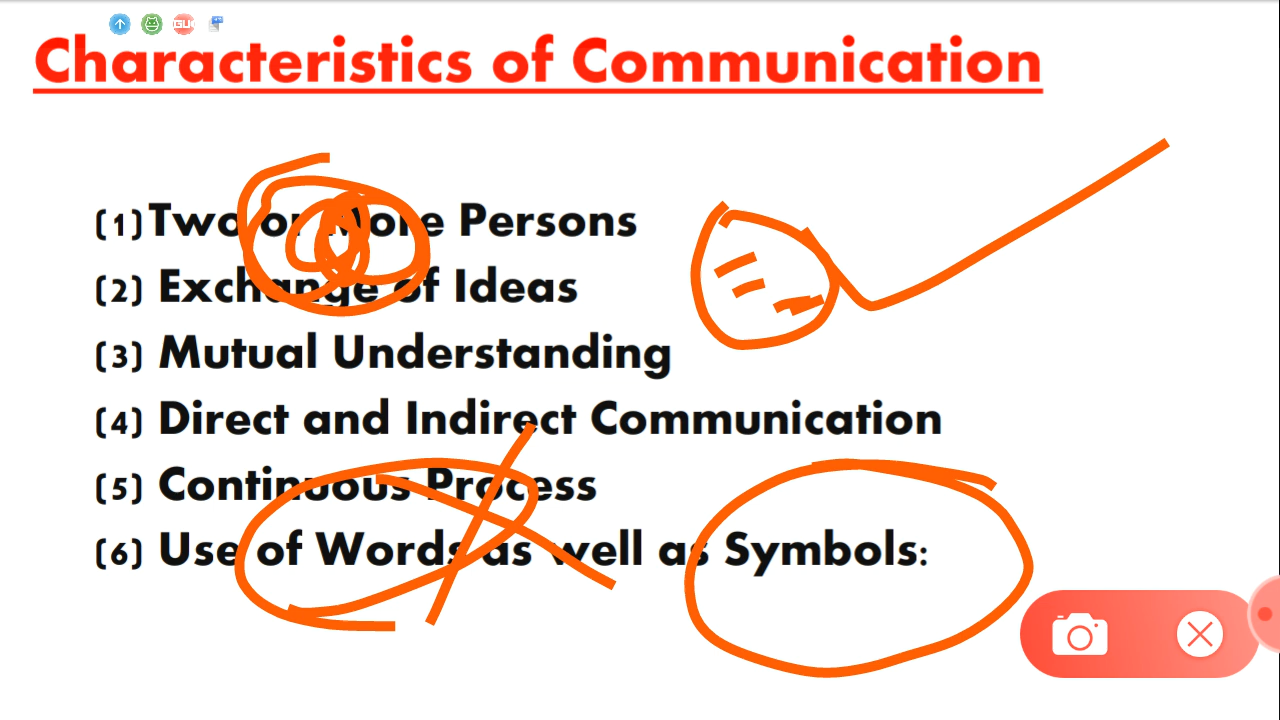 Characteristics of Communication
(1)Two or More Persons
(2) Exchange of Ideas
(3) Mutual Understanding
(4) Direct and Indirect Communication
(5) Continuous Process
(6) Use of Words as well as Symbols: